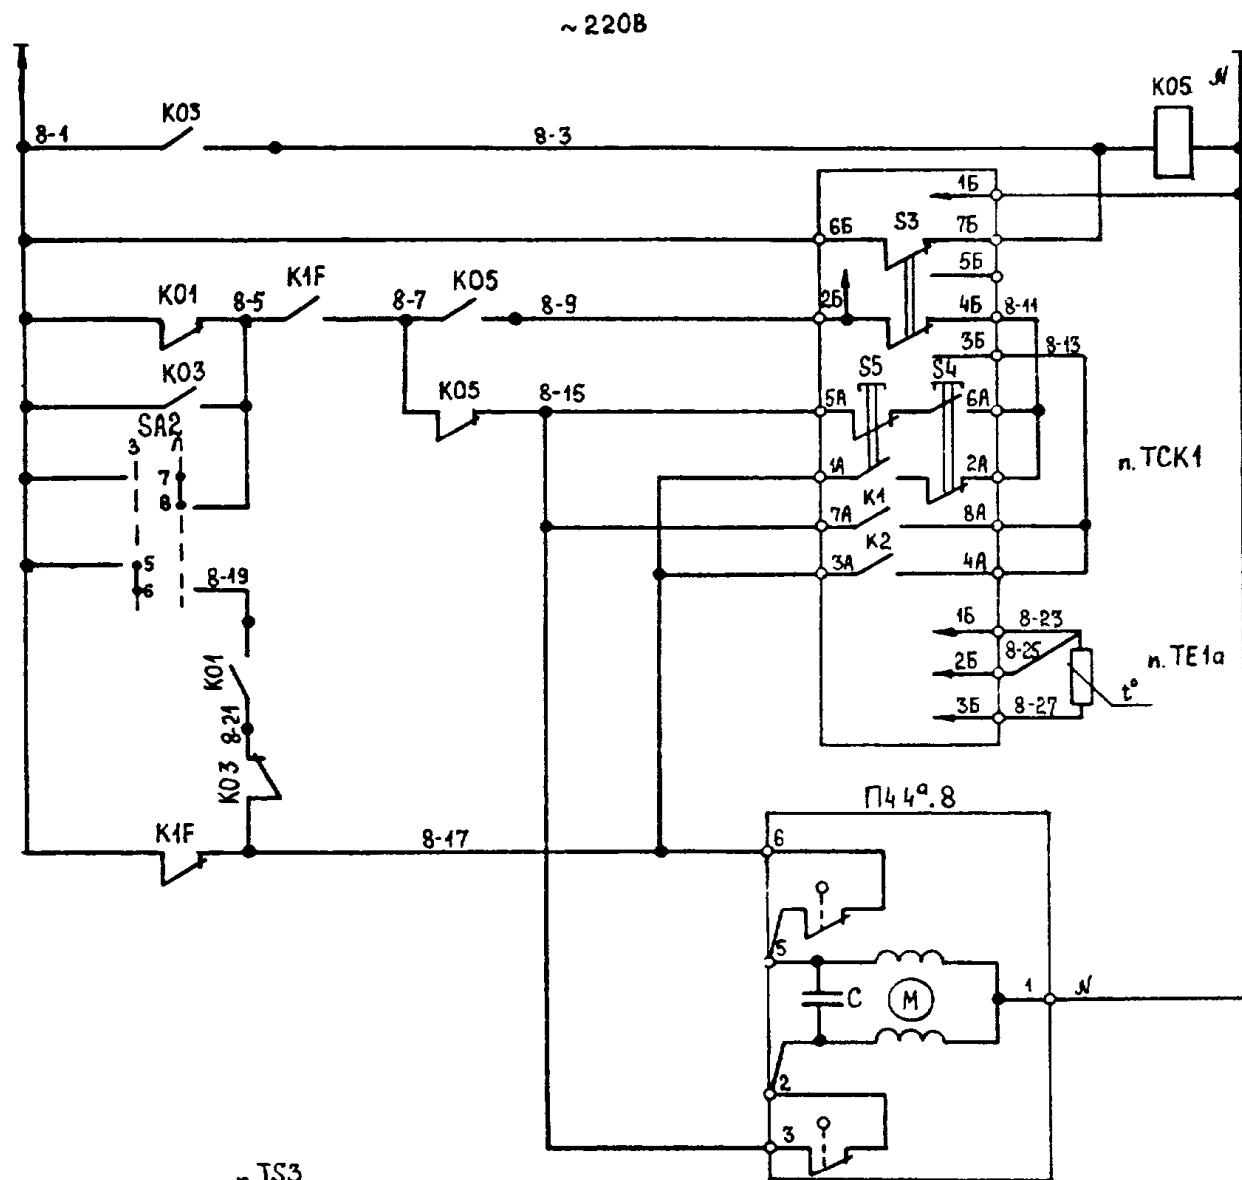 ~220В
К05 N
К03
8-1 8-3
1Б
6Б S3 7Б
5Б
К01 8-5 К1F 8-7 К05 8-9 2Б 4Б 8-11
3Б 8-13
К03 К05 8-15 S5 S4
5А 6А
SA2
3 Л
7 1А 2А п.ТСК1
8 К1
7А 8А
К2
5 3А 4А
6 8-19
1Б 8-23
К01 2Б 8-25 п.ТЕ1а
8-21 3Б 8-27 t°
К03
П44ª.8
К1F 8-17 6
5
С М 1 N
2
3
п.TS3